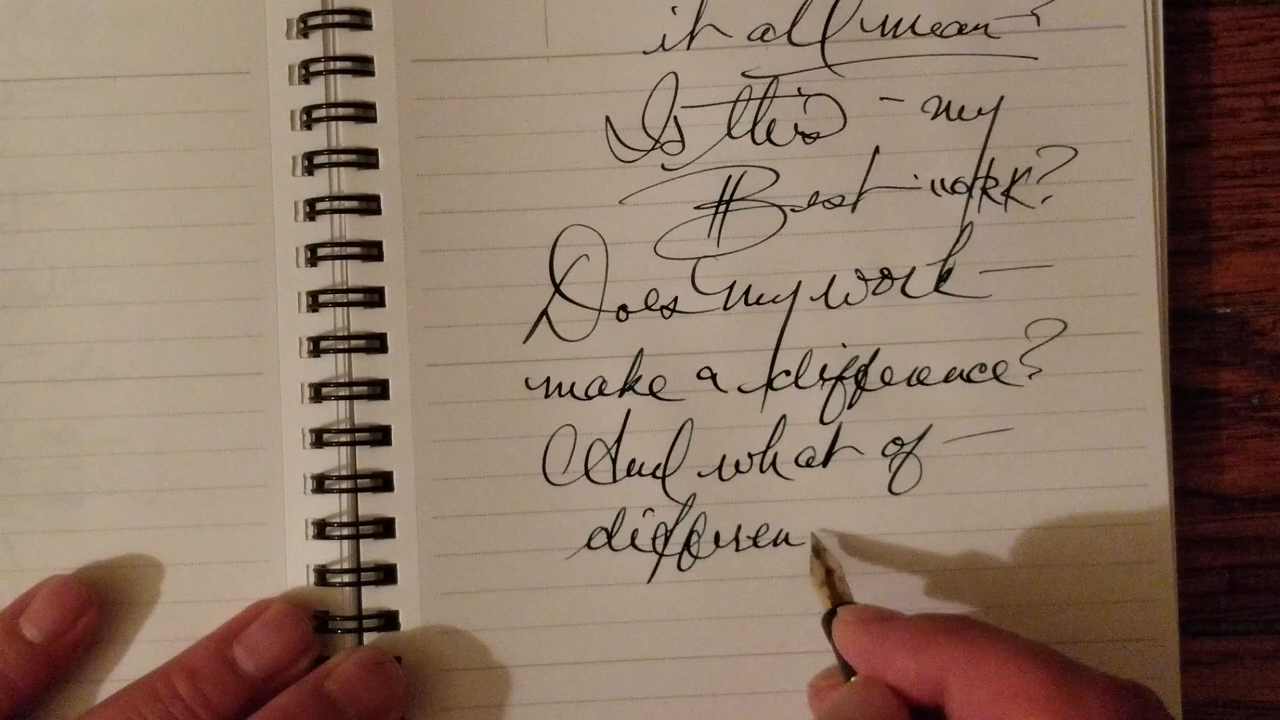 it all mean?
Is this - my
Best work?
Does my work -
make a difference?
And what of -
differen